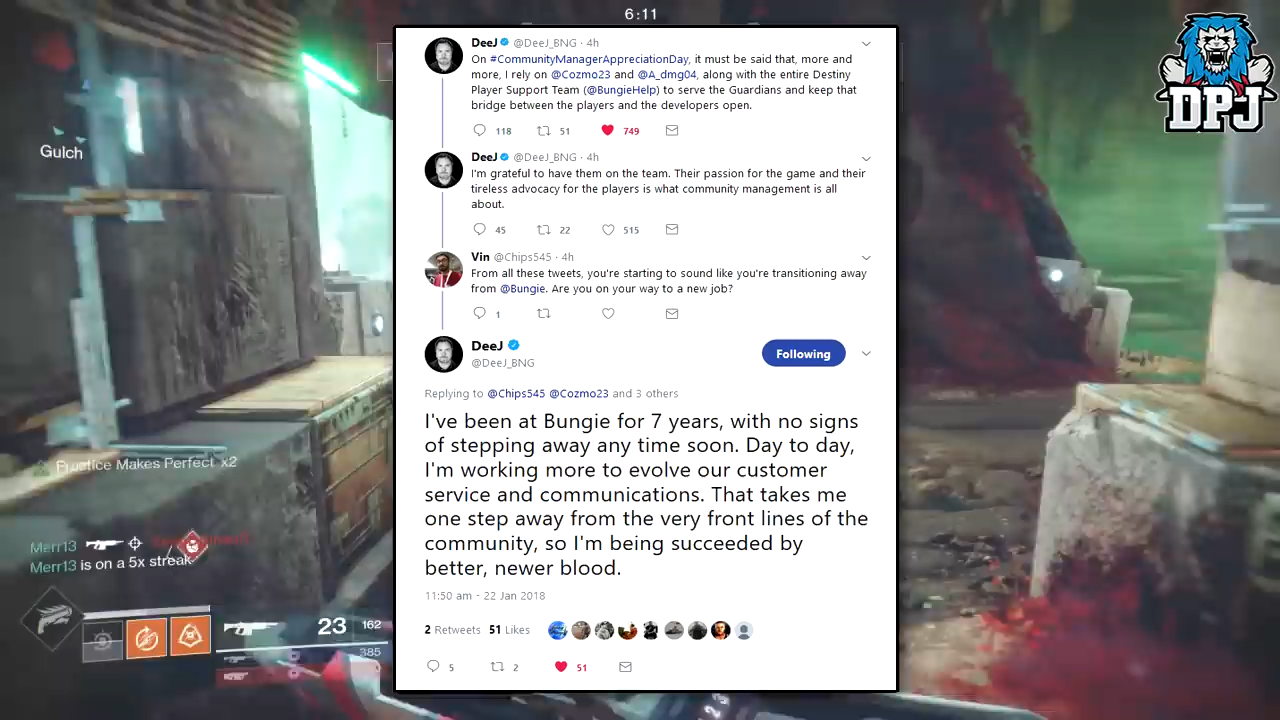 6:11
DPJ
Gulch
DeeJ @DeeJ_BNG · 4h
On #CommunityManagerAppreciationDay, it must be said that, more and
more, I rely on @Cozmo23 and @A_dmg04, along with the entire Destiny
Player Support Team (@BungieHelp) to serve the Guardians and keep that
bridge between the players and the developers open.
118 51 749
DeeJ @DeeJ_BNG · 4h
I'm grateful to have them on the team. Their passion for the game and their
tireless advocacy for the players is what community management is all
about.
45 22 515
Vin @Chips545 · 4h
From all these tweets, you're starting to sound like you're transitioning away
from @Bungie. Are you on your way to a new job?
1
DeeJ
@DeeJ_BNG
Following
Replying to @Chips545 @Cozmo23 and 3 others
I've been at Bungie for 7 years, with no signs
of stepping away any time soon. Day to day,
I'm working more to evolve our customer
service and communications. That takes me
one step away from the very front lines of the
community, so I'm being succeeded by
better, newer blood.
11:50 am - 22 Jan 2018
2 Retweets 51 Likes
5 2 51
Practice Makes Perfect x2
Merr13
Merr13 is on a 5x streak
23 162
385